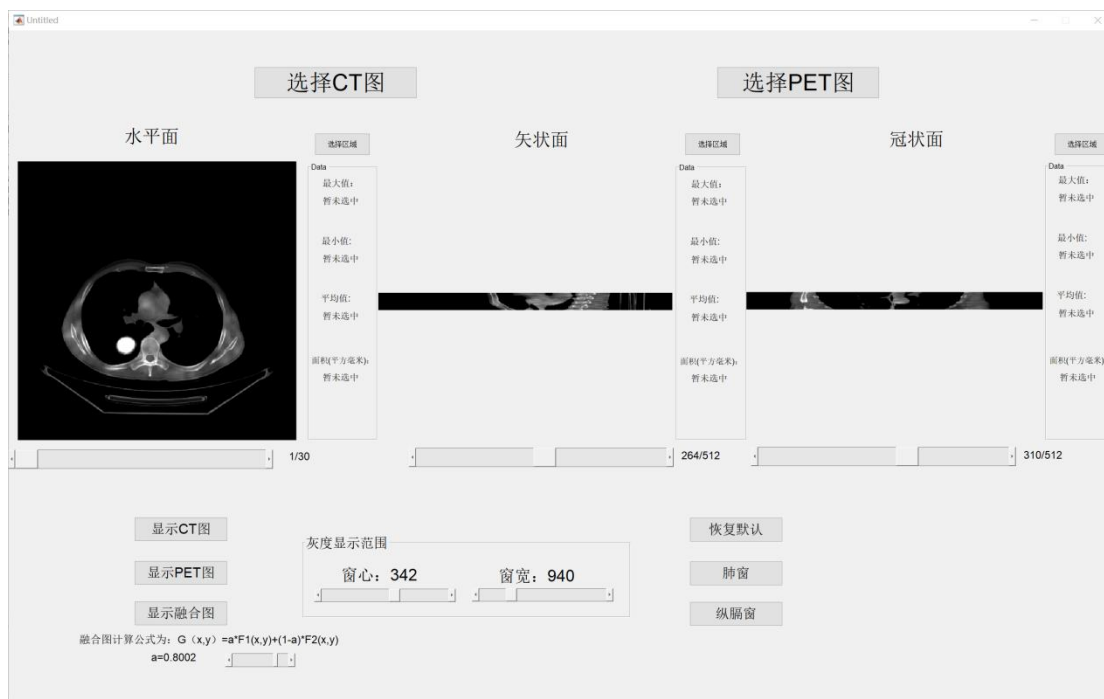 Untitled
选择CT图
选择PET图
水平面
选择区域
矢状面
选择区域
冠状面
选择区域
Data
最大值：
暂未选中
最小值:
暂未选中
平均值:
暂未选中
面积(平方毫米)：
暂未选中
Data
最大值：
暂未选中
最小值:
暂未选中
平均值:
暂未选中
面积(平方毫米)：
暂未选中
Data
最大值：
暂未选中
最小值:
暂未选中
平均值:
暂未选中
面积(平方毫米)
暂未选中
1/30
264/512
310/512
显示CT图
显示PET图
显示融合图
融合图计算公式为：G（x,y）=a*F1(x,y)+(1-a)*F2(x,y)
a=0.8002
灰度显示范围
窗心：342
窗宽：940
恢复默认
肺窗
纵膈窗